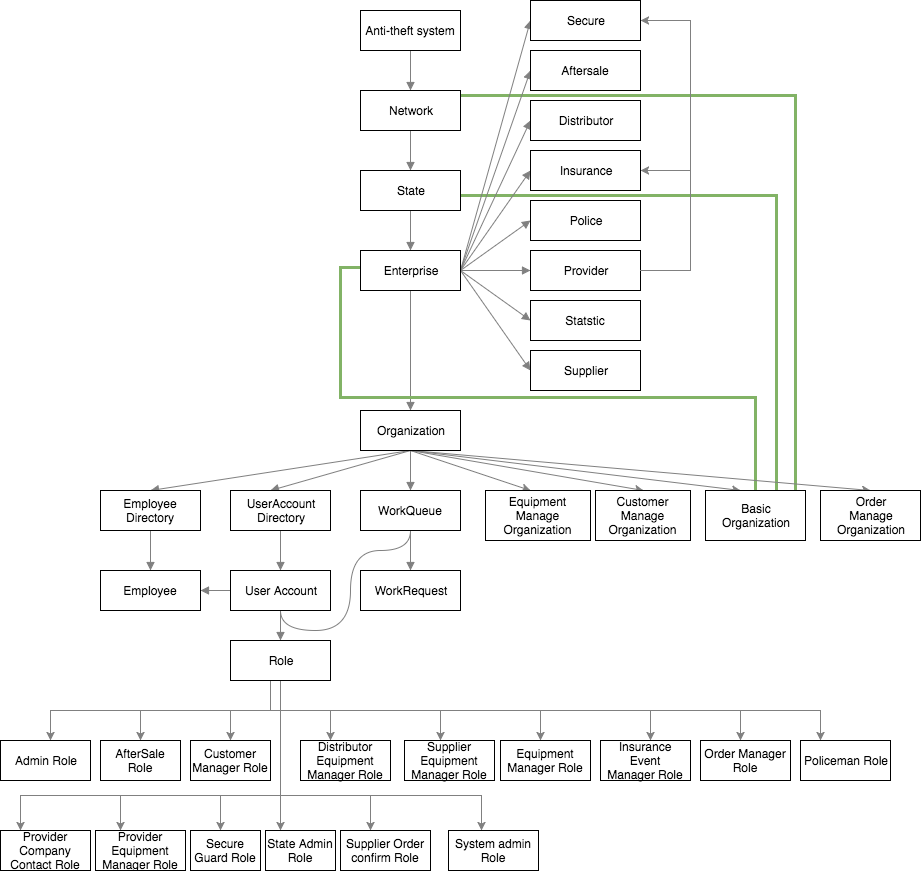 Anti-theft system
Secure
Aftersale
Network
Distributor
Insurance
State
Police
Enterprise
Provider
Statstic
Supplier
Organization
Employee
Directory
UserAccount
Directory
WorkQueue
Equipment
Manage
Organization
Customer
Manage
Organization
Basic
Organization
Order
Manage
Organization
Employee
User Account
WorkRequest
Role
Admin Role
AfterSale
Role
Customer
Manager Role
Distributor
Equipment
Manager Role
Supplier
Equipment
Manager Role
Equipment
Manager Role
Insurance
Event
Manager Role
Order Manager
Role
Policeman Role
Provider
Company
Contact Role
Provider
Equipment
Manager Role
Secure
Guard Role
State Admin
Role
Supplier Order
confirm Role
System admin
Role